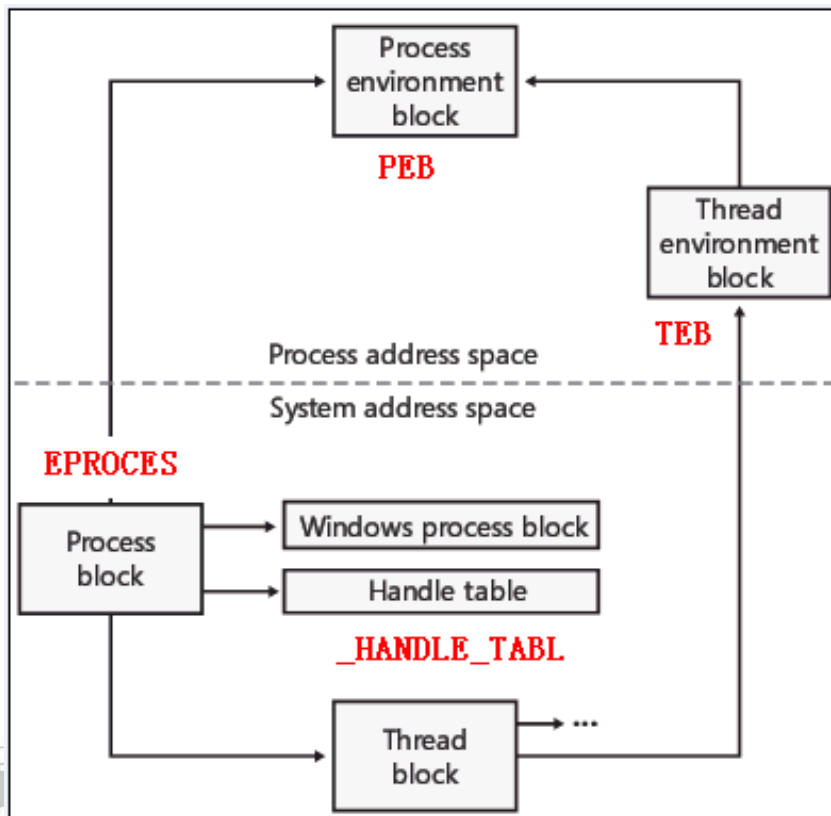 Process
environment
block
PEB
Thread
environment
block
TEB
Process address space
System address space
EPROCES
Process
block
Windows process block
Handle table
_HANDLE_TABL
Thread
block
...